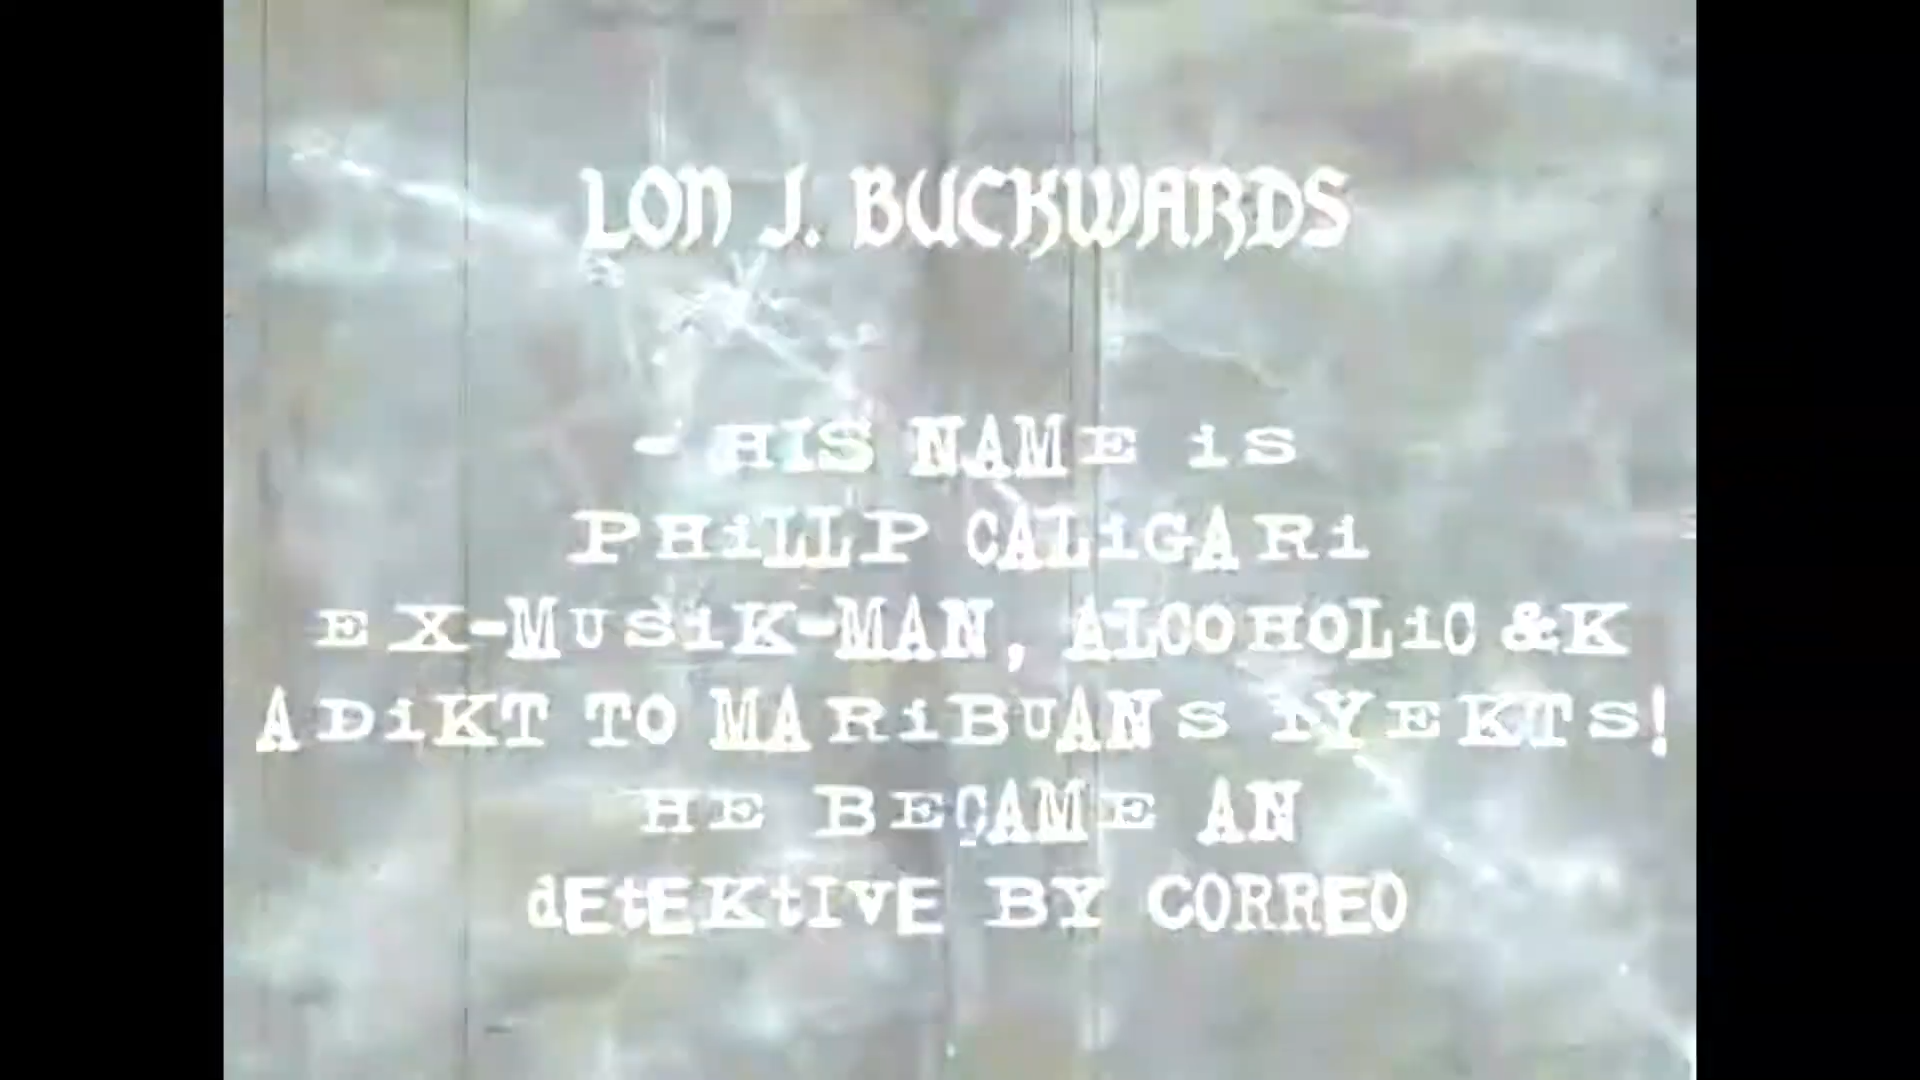 LON J. BUCKWARDS
- HIS NAME iS
PHiLLP CALiGARi
EX-MUSiK-MAN, ALCOHOLiC &K
ADiKT TO MARiBUANS IYEKTS!
HE BECAME AN
dEtEKtIVE BY CORREO